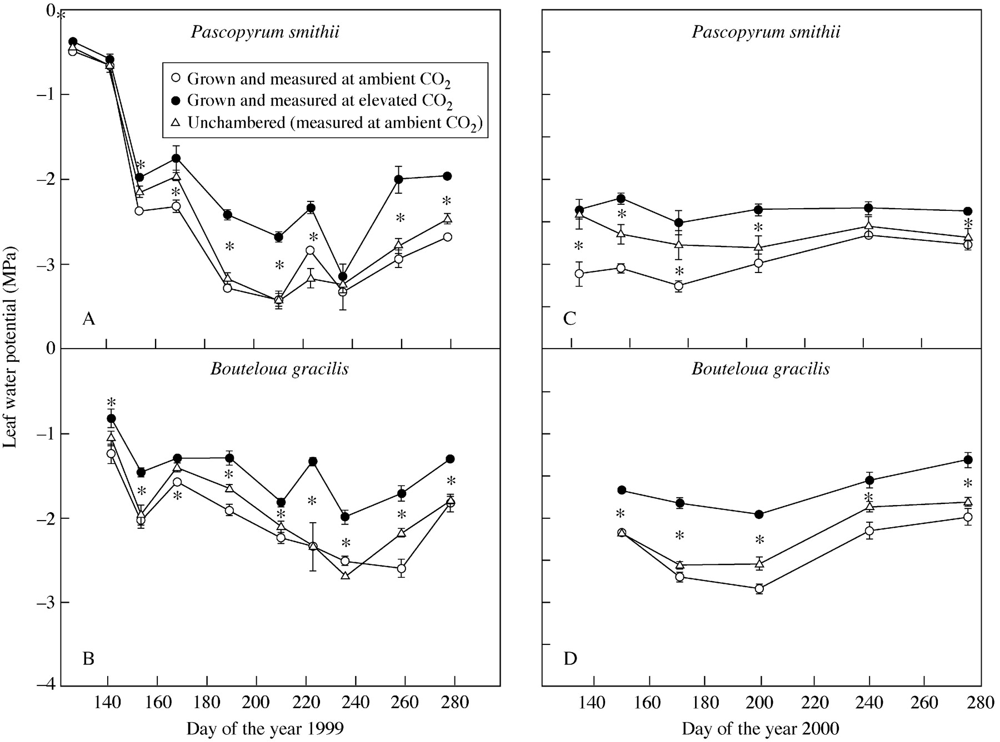 Leaf water potential (MPa)
0
–1
–2
–3
*
Pascopyrum smithii
Grown and measured at ambient CO2
Grown and measured at elevated CO2
Unchambered (measured at ambient CO2)
* * * * * * *
A
Pascopyrum smithii
* * * * *
C
0
–1
–2
–3
–4
Bouteloua gracilis
* * * * * * * * *
B
140 160 180 200 220 240 260 280
Day of the year 1999
Bouteloua gracilis
* * * * *
D
140 160 180 200 220 240 260 280
Day of the year 2000